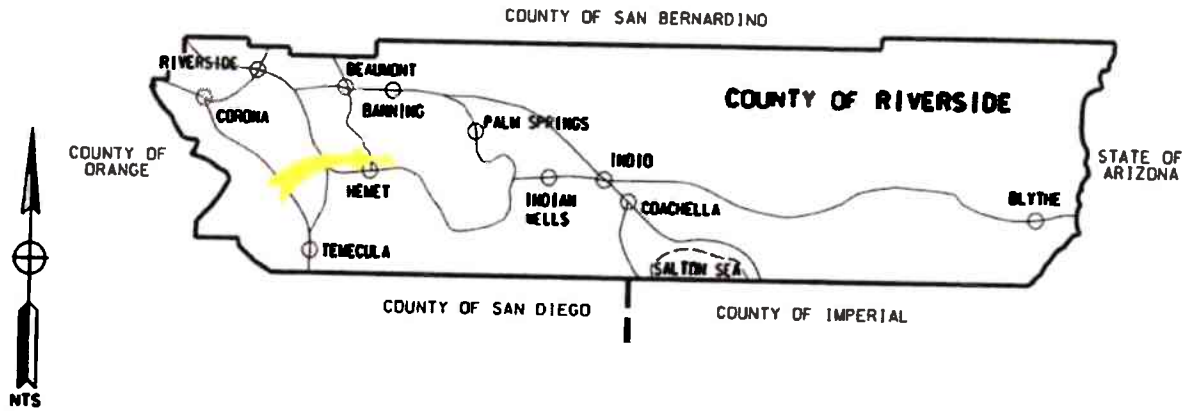 COUNTY OF SAN BERNARDINO
RIVERSIDE
BEAUMONT
BANNING
CORONA
COUNTY OF RIVERSIDE
PALM SPRINGS
COUNTY OF
ORANGE
STATE OF
ARIZONA
HEMET
INDIO
INDIAN
WELLS
COACHELLA
BLYTHE
TEMECULA
SALTON SEA
COUNTY OF SAN DIEGO
COUNTY OF IMPERIAL
NTS